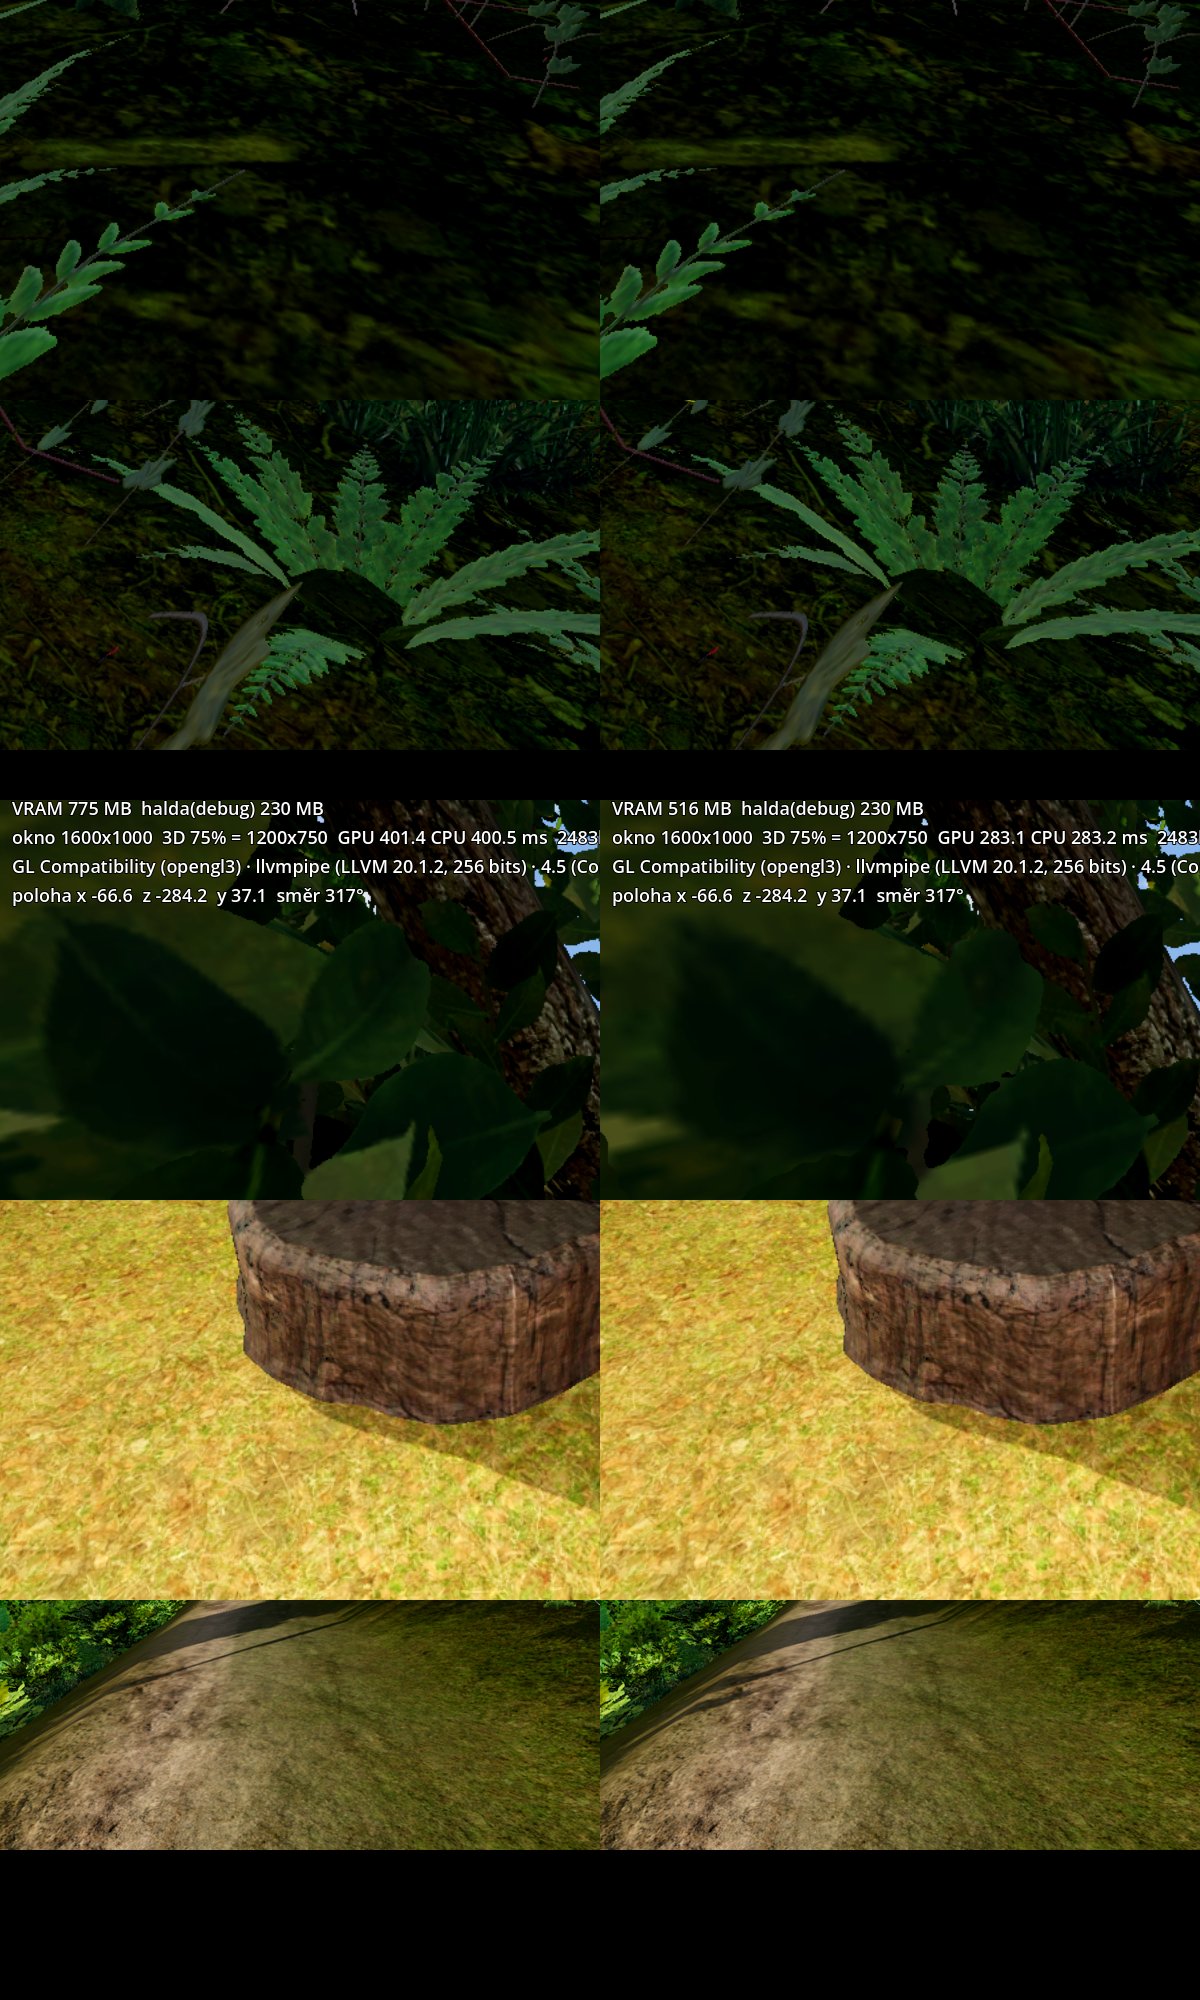 VRAM 775 MB  halda(debug) 230 MB
okno 1600x1000  3D 75% = 1200x750  GPU 401.4 CPU 400.5 ms  2483
GL Compatibility (opengl3) · llvmpipe (LLVM 20.1.2, 256 bits) · 4.5 (Co
poloha x -66.6  z -284.2  y 37.1  směr 317°
VRAM 516 MB  halda(debug) 230 MB
okno 1600x1000  3D 75% = 1200x750  GPU 283.1 CPU 283.2 ms  2483
GL Compatibility (opengl3) · llvmpipe (LLVM 20.1.2, 256 bits) · 4.5 (Co
poloha x -66.6  z -284.2  y 37.1  směr 317°